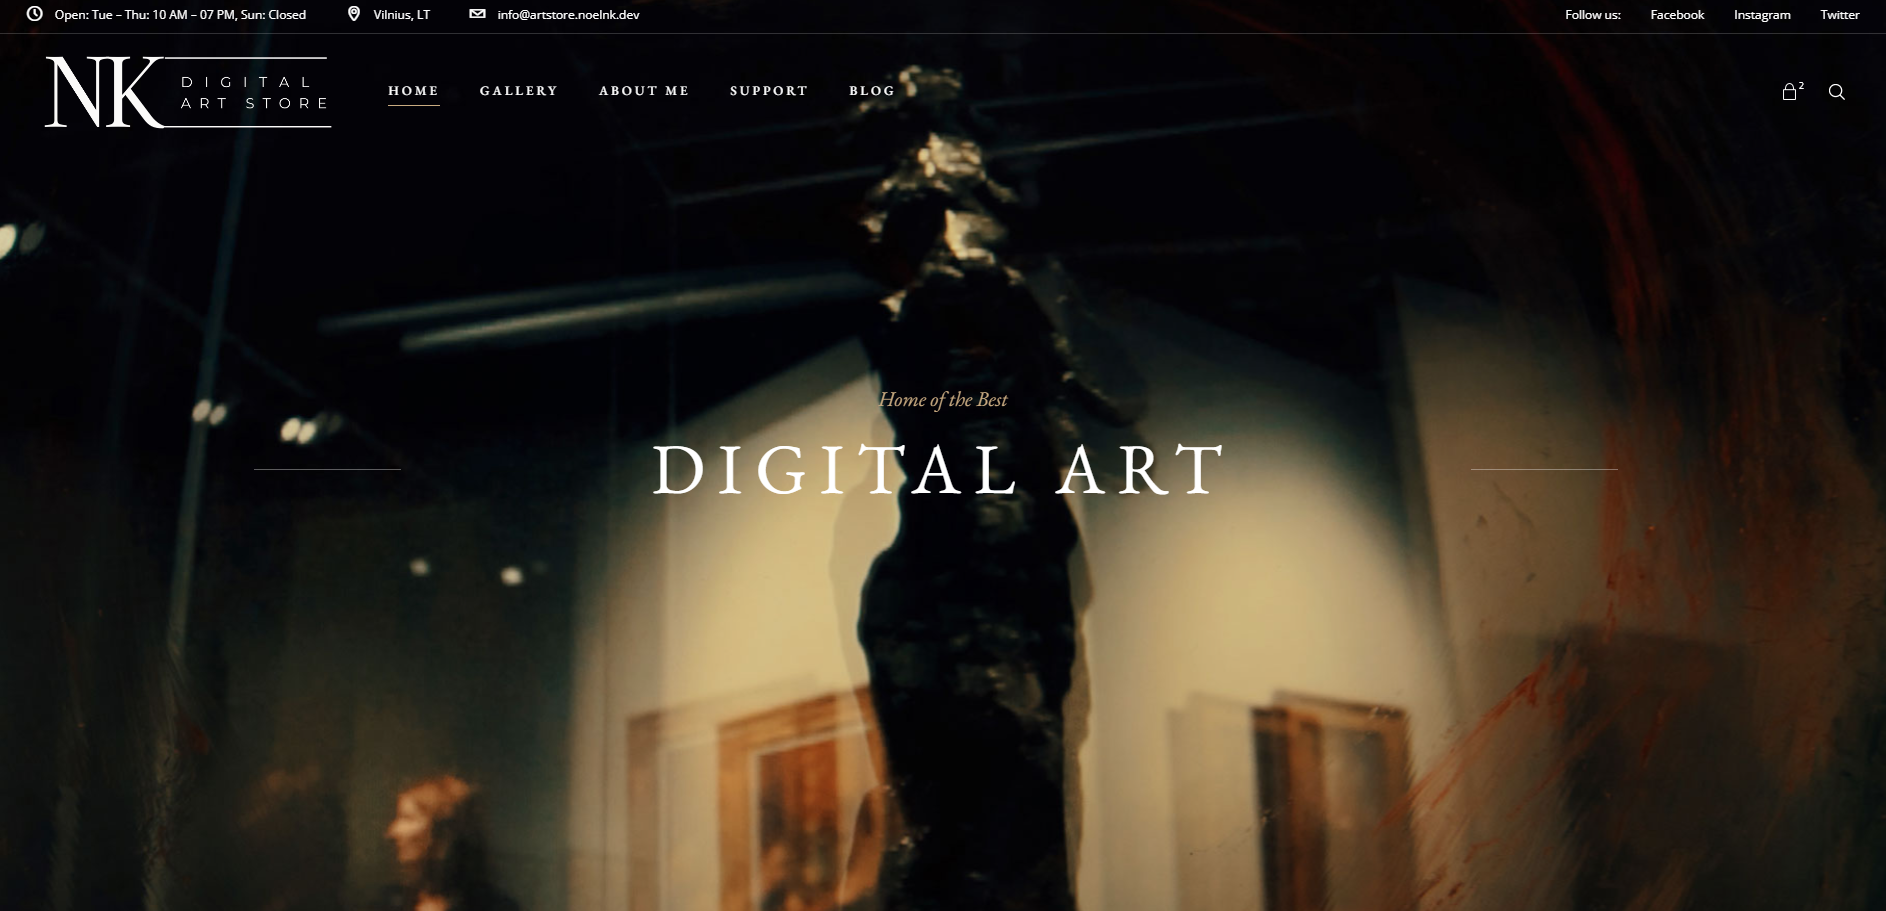 Open: Tue – Thu: 10 AM – 07 PM, Sun: Closed
Vilnius, LT
info@artstore.noelnk.dev
Follow us:
Facebook
Instagram
Twitter
NK
DIGITAL
ART STORE
HOME
GALLERY
ABOUT ME
SUPPORT
BLOG
2
Home of the Best
DIGITAL ART